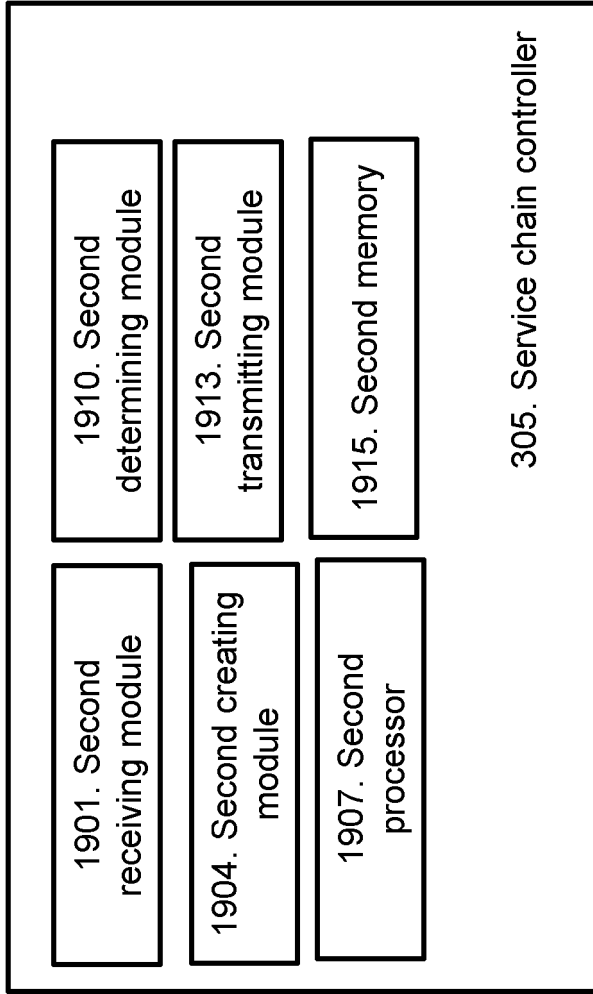 1901. Second
receiving module
1910. Second
determining module
1904. Second creating
module
1913. Second
transmitting module
1907. Second
processor
1915. Second memory
305. Service chain controller